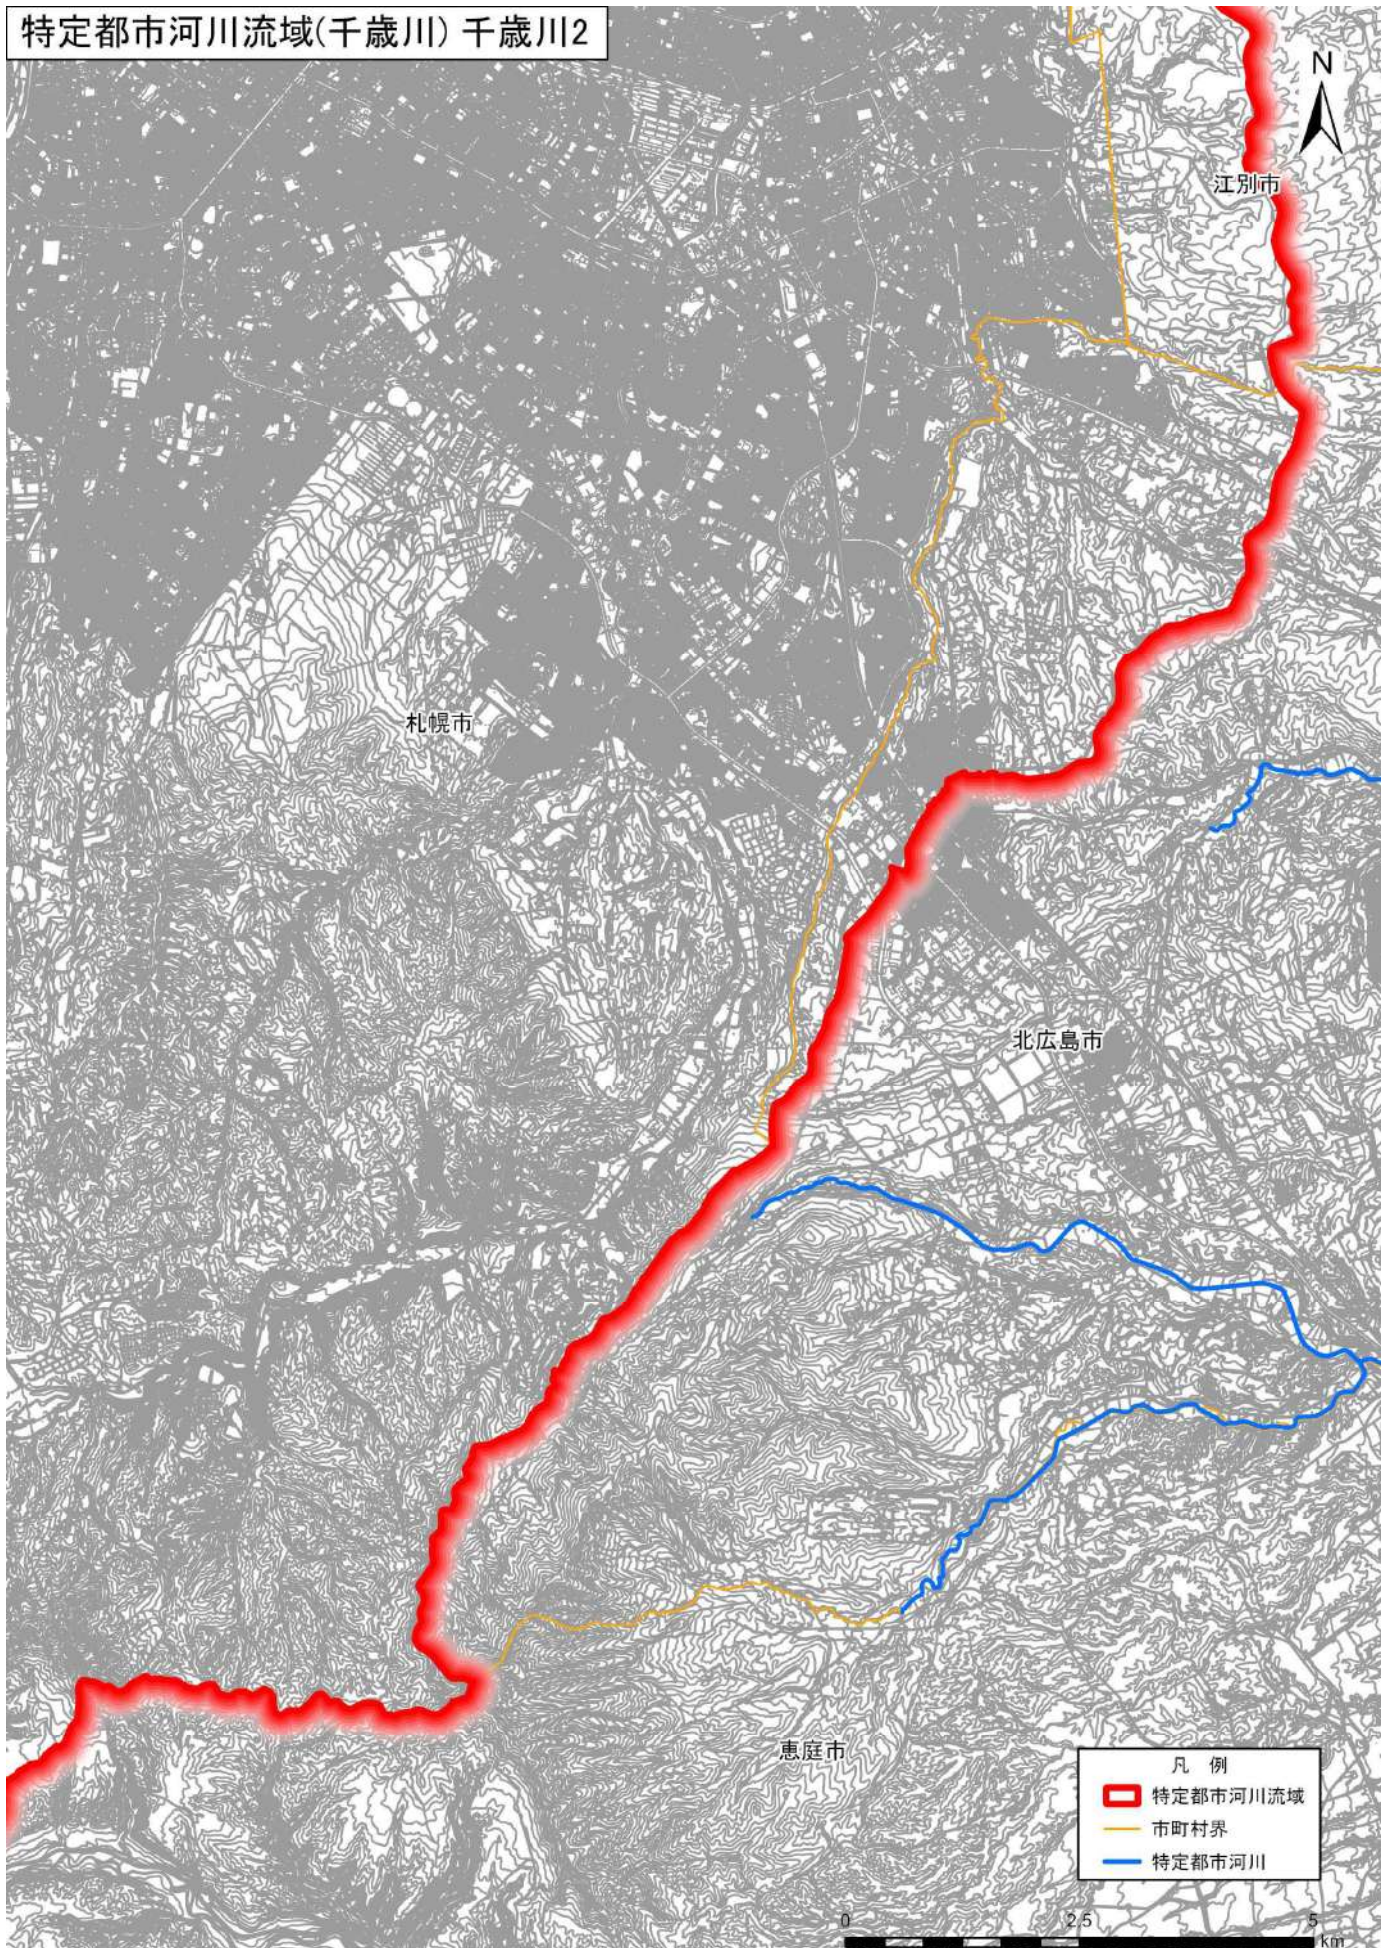 特定都市河川流域(千歳川) 千歳川2
N
江別市
札幌市
北広島市
恵庭市
凡 例
特定都市河川流域
市町村界
特定都市河川
0 2.5 5
km